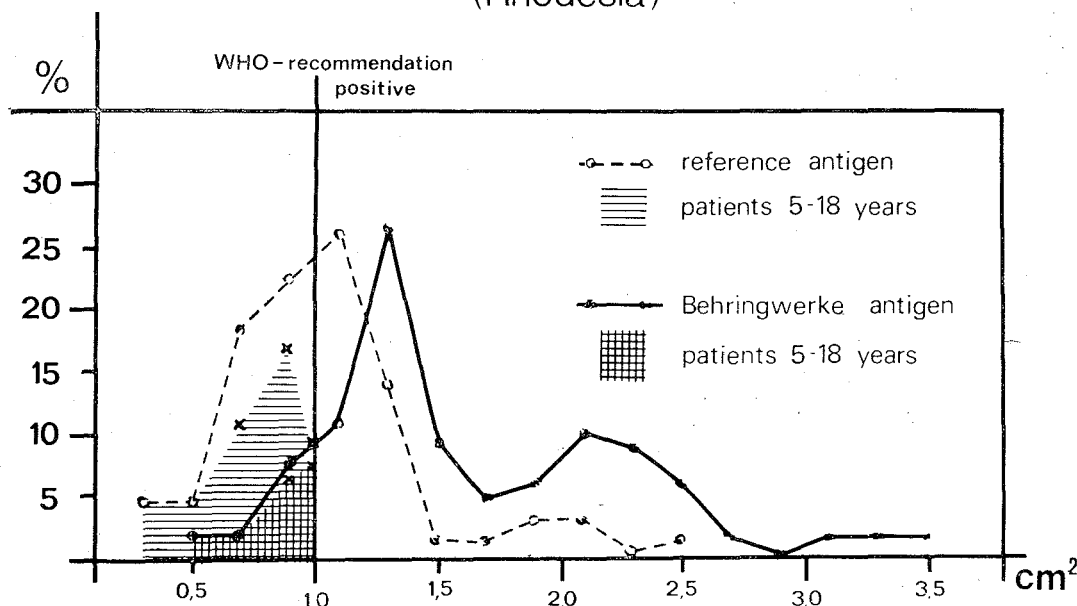 (Rhodesia)
%
WHO-recommendation
positive
reference antigen
patients 5-18 years
Behringwerke antigen
patients 5-18 years
30
25
20
15
10
5
0,5
1,0
1,5
2,0
2,5
3,0
3,5
cm²